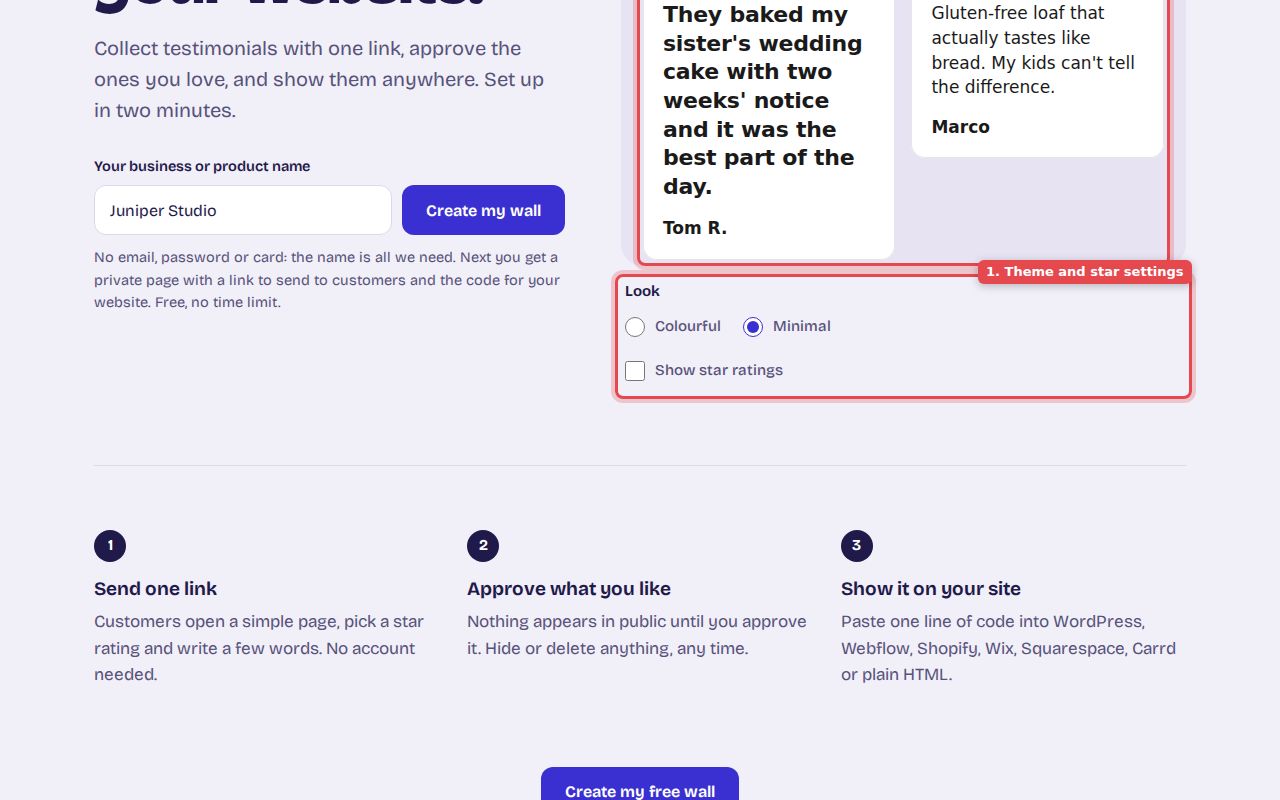 your website.
Collect testimonials with one link, approve the
ones you love, and show them anywhere. Set up
in two minutes.
Your business or product name
Juniper Studio
Create my wall
No email, password or card: the name is all we need. Next you get a
private page with a link to send to customers and the code for your
website. Free, no time limit.
They baked my
sister's wedding
cake with two
weeks' notice
and it was the
best part of the
day.
Tom R.
Gluten-free loaf that
actually tastes like
bread. My kids can't tell
the difference.
Marco
1. Theme and star settings
Look
Colourful
Minimal
Show star ratings
1
Send one link
Customers open a simple page, pick a star
rating and write a few words. No account
needed.
2
Approve what you like
Nothing appears in public until you approve
it. Hide or delete anything, any time.
3
Show it on your site
Paste one line of code into WordPress,
Webflow, Shopify, Wix, Squarespace, Carrd
or plain HTML.
Create my free wall